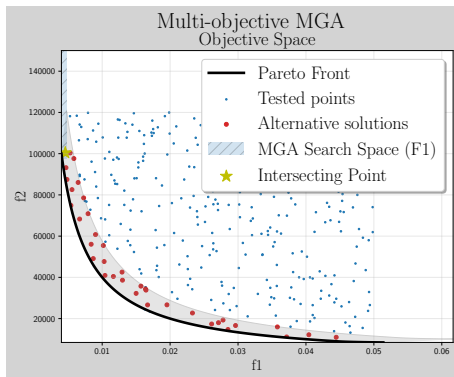 Multi-objective MGA
Objective Space
Pareto Front
Tested points
Alternative solutions
MGA Search Space (F1)
Intersecting Point
f2
140000
120000
100000
80000
60000
40000
20000
0.01 0.02 0.03 0.04 0.05 0.06
f1